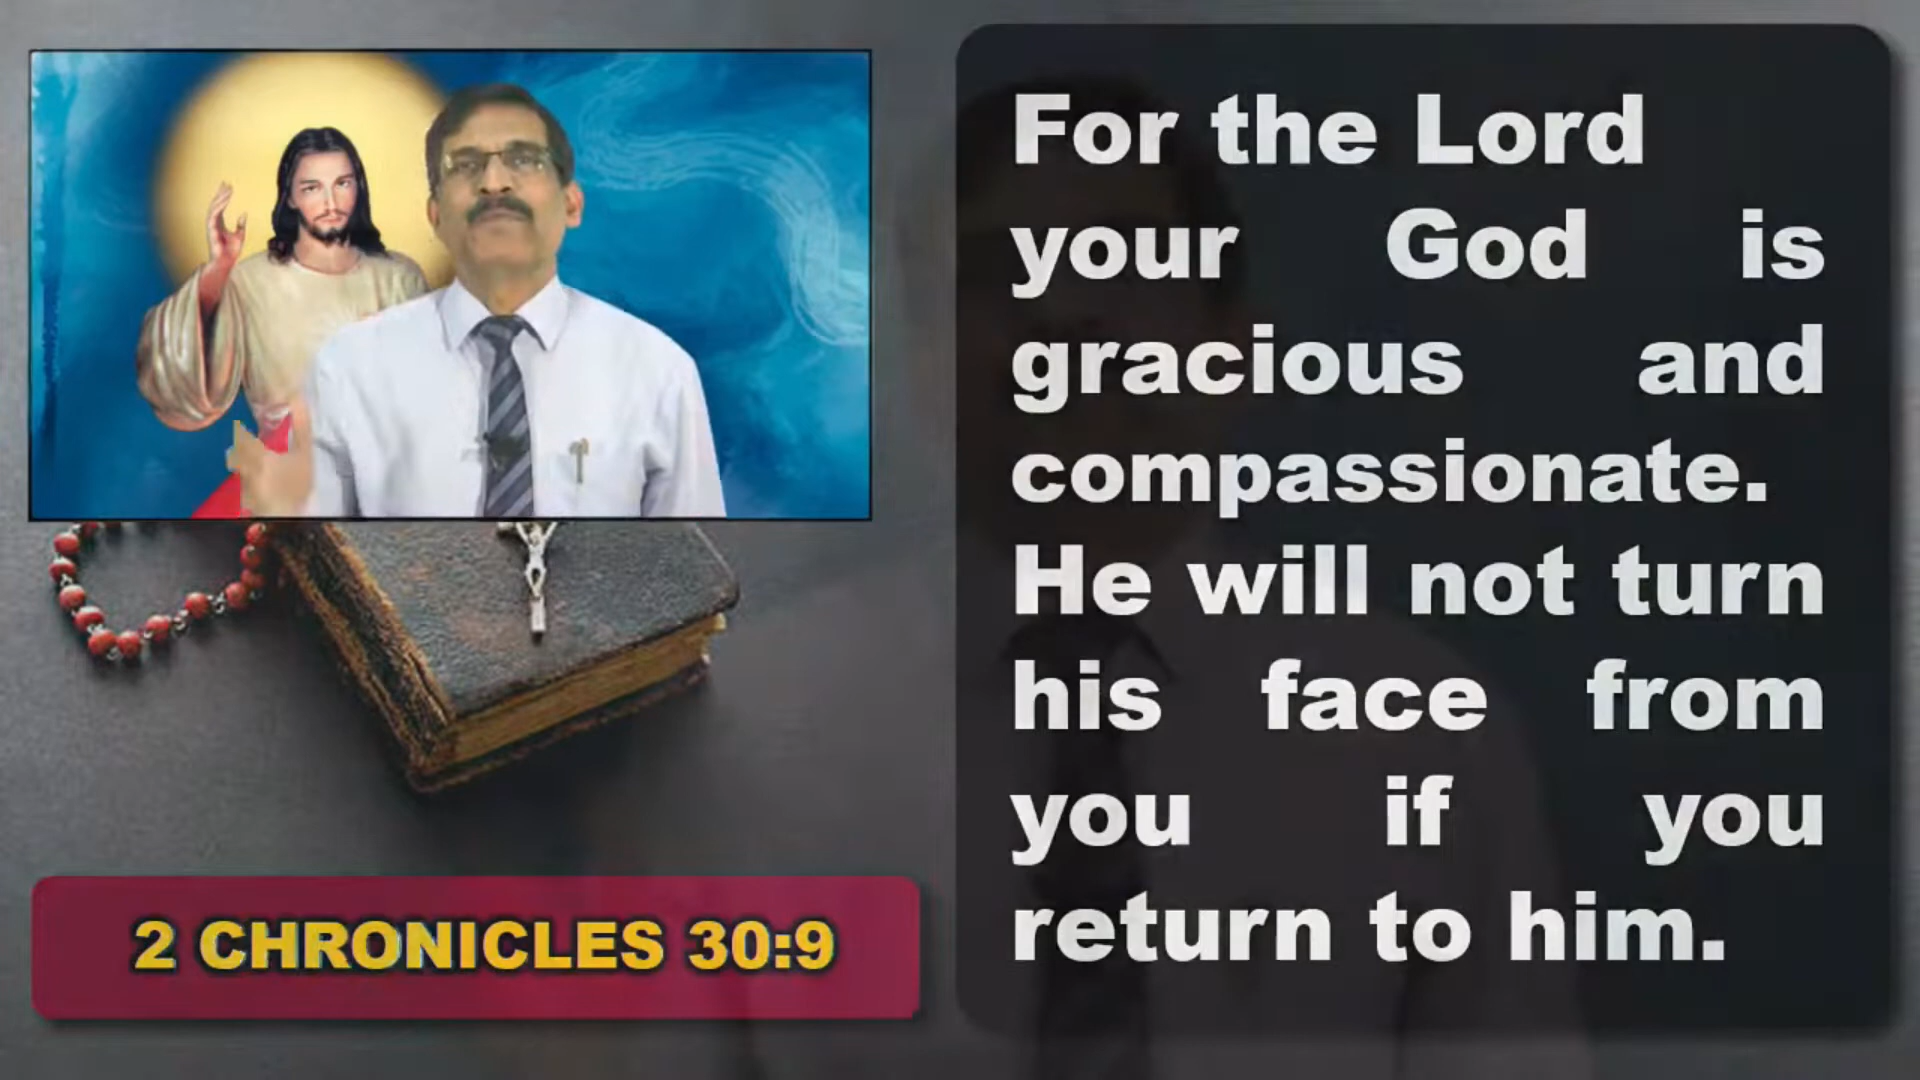 For the Lord
your God is
gracious and
compassionate.
He will not turn
his face from
you if you
return to him.
2 CHRONICLES 30:9